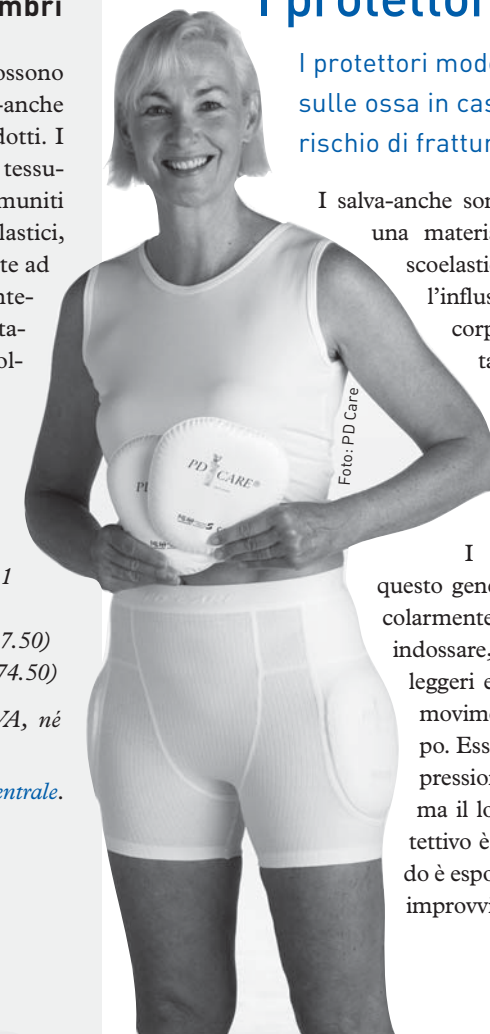 mbri
ossono
-anche
dotti. I
tessu-
muniti
lastici,
te ad
nte-
ta-
ol-
1
7.50)
74.50)
VA, né
entrale.
I protettor
I protettori mod
sulle ossa in cas
rischio di frattur
I salva-anche son
una materia
scoelasti
l'influs
corp
ta
Foto: PD Care
PD CARE®
I
questo gene
colarmente
indossare,
leggeri e
movime
po. Ess
pression
ma il lo
tettivo è
do è espo
improvvi